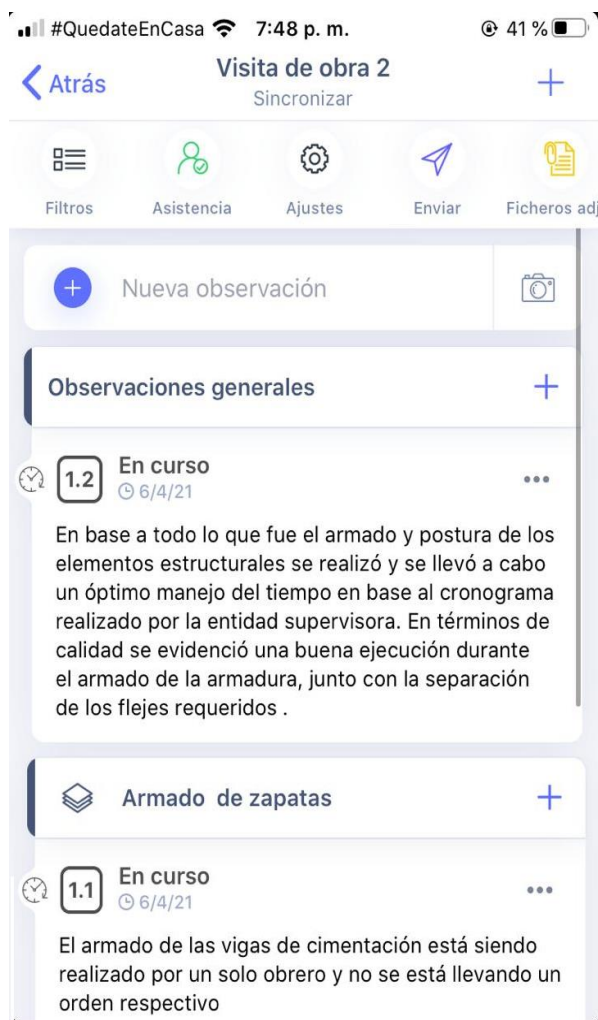 #QuedateEnCasa 7:48 p. m. 41 %
Atrás
Visita de obra 2
Sincronizar
Filtros Asistencia Ajustes Enviar Ficheros adj
Nueva observación
Observaciones generales
1.2 En curso
6/4/21
En base a todo lo que fue el armado y postura de los
elementos estructurales se realizó y se llevó a cabo
un óptimo manejo del tiempo en base al cronograma
realizado por la entidad supervisora. En términos de
calidad se evidenció una buena ejecución durante
el armado de la armadura, junto con la separación
de los flejes requeridos .
Armado de zapatas
1.1 En curso
6/4/21
El armado de las vigas de cimentación está siendo
realizado por un solo obrero y no se está llevando un
orden respectivo